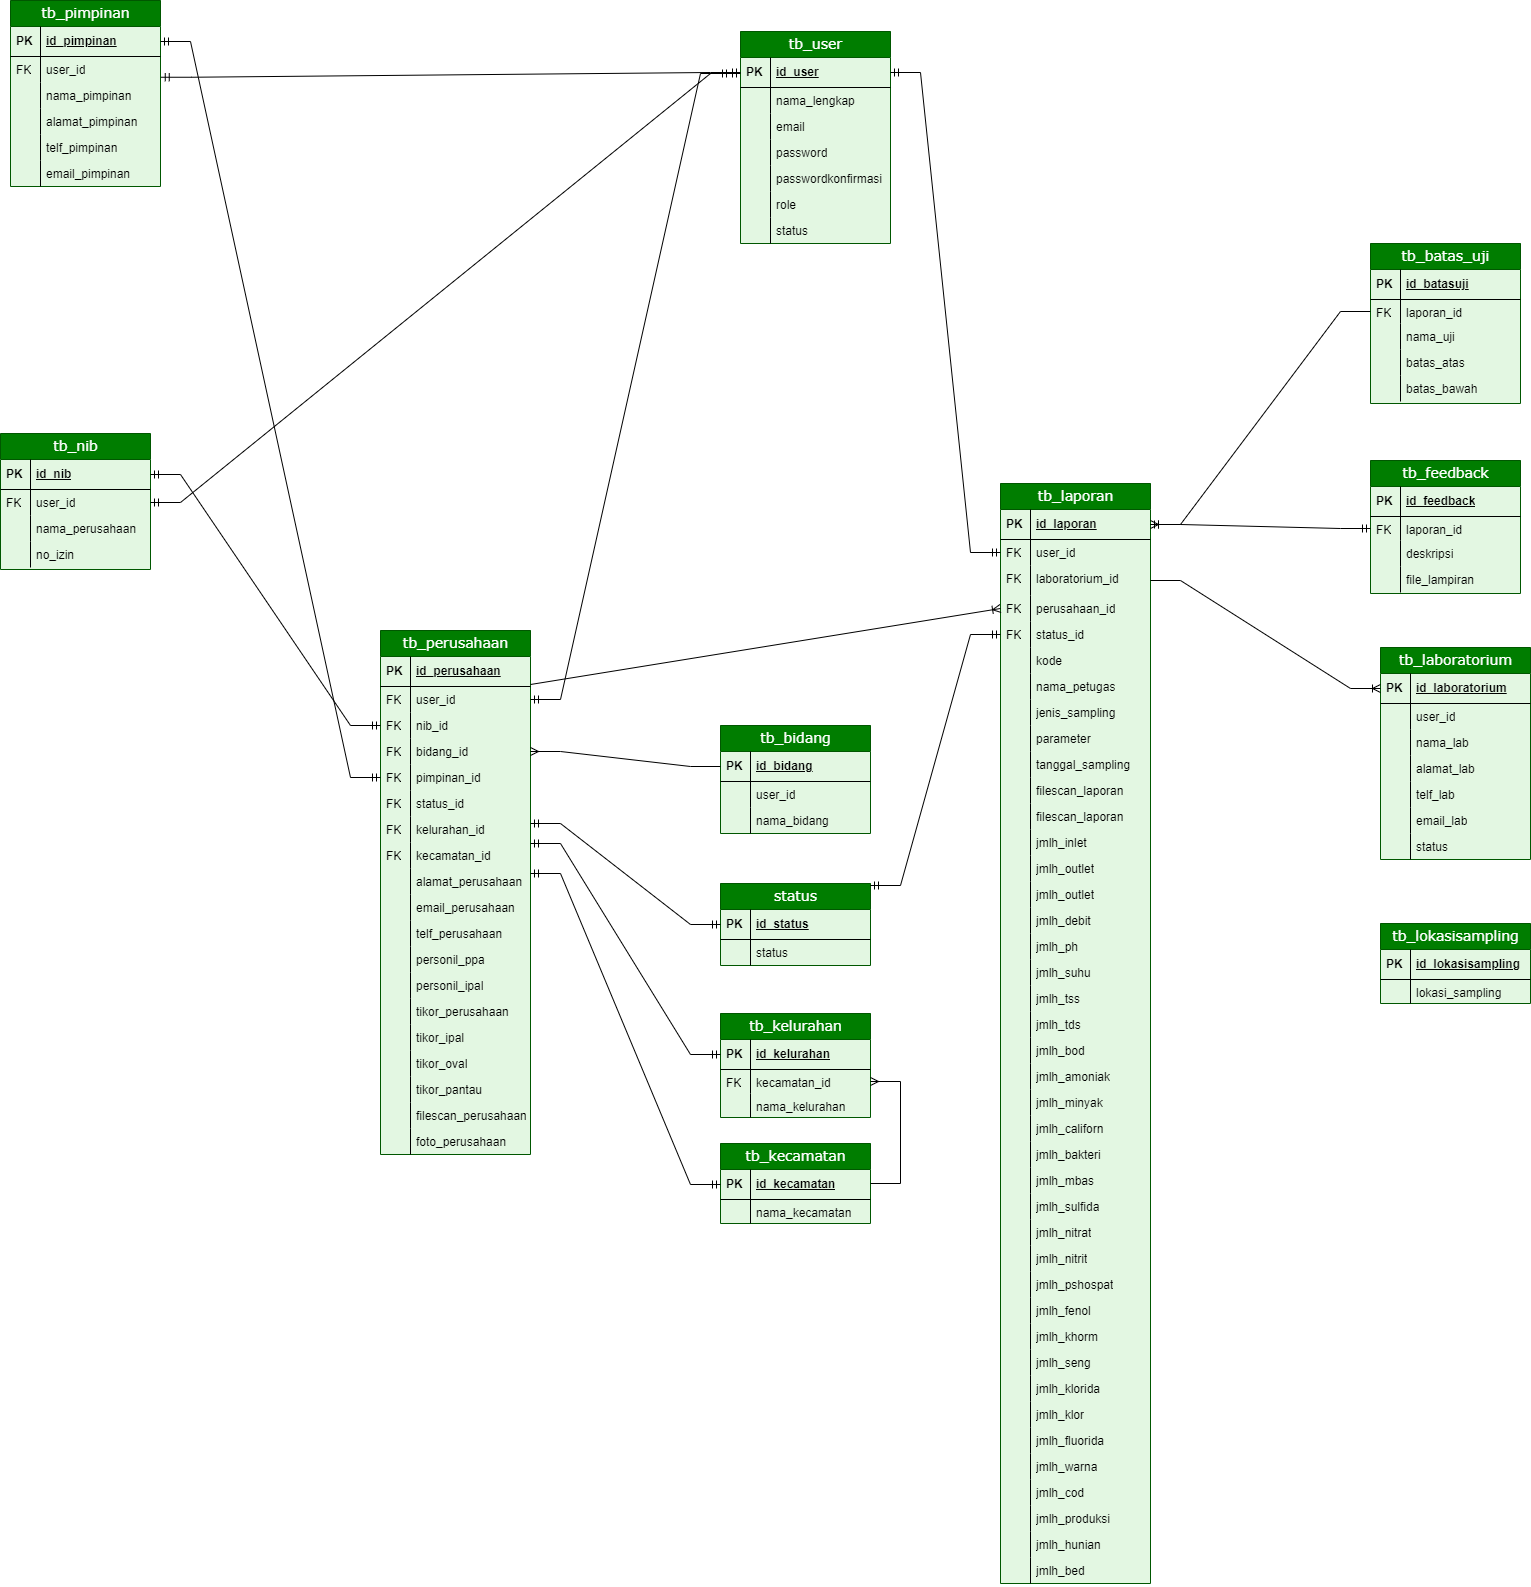 tb_pimpinan
PK id_pimpinan
FK user_id
nama_pimpinan
alamat_pimpinan
telf_pimpinan
email_pimpinan
tb_user
PK id_user
nama_lengkap
email
password
passwordkonfirmasi
role
status
tb_batas_uji
PK id_batasuji
FK laporan_id
nama_uji
batas_atas
batas_bawah
tb_nib
PK id_nib
FK user_id
nama_perusahaan
no_izin
tb_feedback
PK id_feedback
FK laporan_id
deskripsi
file_lampiran
tb_laporan
PK id_laporan
FK user_id
FK laboratorium_id
FK perusahaan_id
FK status_id
kode
nama_petugas
jenis_sampling
parameter
tanggal_sampling
filescan_laporan
filescan_laporan
jmlh_inlet
jmlh_outlet
jmlh_outlet
jmlh_debit
jmlh_ph
jmlh_suhu
jmlh_tss
jmlh_tds
jmlh_bod
jmlh_amoniak
jmlh_minyak
jmlh_californ
jmlh_bakteri
jmlh_mbas
jmlh_sulfida
jmlh_nitrat
jmlh_nitrit
jmlh_pshospat
jmlh_fenol
jmlh_khorm
jmlh_seng
jmlh_klorida
jmlh_klor
jmlh_fluorida
jmlh_warna
jmlh_cod
jmlh_produksi
jmlh_hunian
jmlh_bed
tb_perusahaan
PK id_perusahaan
FK user_id
FK nib_id
FK bidang_id
FK pimpinan_id
FK status_id
FK kelurahan_id
FK kecamatan_id
alamat_perusahaan
email_perusahaan
telf_perusahaan
personil_ppa
personil_ipal
tikor_perusahaan
tikor_ipal
tikor_oval
tikor_pantau
filescan_perusahaan
foto_perusahaan
tb_bidang
PK id_bidang
user_id
nama_bidang
status
PK id_status
status
tb_kelurahan
PK id_kelurahan
FK kecamatan_id
nama_kelurahan
tb_kecamatan
PK id_kecamatan
nama_kecamatan
tb_laboratorium
PK id_laboratorium
user_id
nama_lab
alamat_lab
telf_lab
email_lab
status
tb_lokasisampling
PK id_lokasisampling
lokasi_sampling